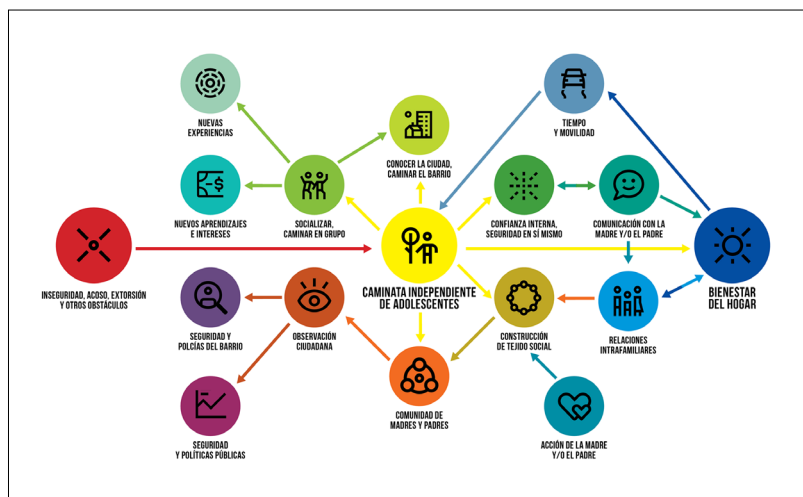 NUEVAS
EXPERIENCIAS
TIEMPO
Y MOVILIDAD
CONOCER LA CIUDAD,
CAMINAR EL BARRIO
-$
NUEVOS APRENDIZAJES
E INTERESES
SOCIALIZAR,
CAMINAR EN GRUPO
CONFIANZA INTERNA,
SEGURIDAD EN SÍ MISMO
COMUNICACIÓN CON LA
MADRE Y/O EL PADRE
INSEGURIDAD, ACOSO, EXTORSIÓN
Y OTROS OBSTÁCULOS
CAMINATA INDEPENDIENTE
DE ADOLESCENTES
BIENESTAR
DEL HOGAR
SEGURIDAD Y
POLCÍAS DEL BARRIO
OBSERVACIÓN
CIUDADANA
CONSTRUCCIÓN
DE TEJIDO SOCIAL
RELACIONES
INTRAFAMILIARES
COMUNIDAD DE
MADRES Y PADRES
SEGURIDAD
Y POLÍTICAS PÚBLICAS
ACCIÓN DE LA MADRE
Y/O EL PADRE